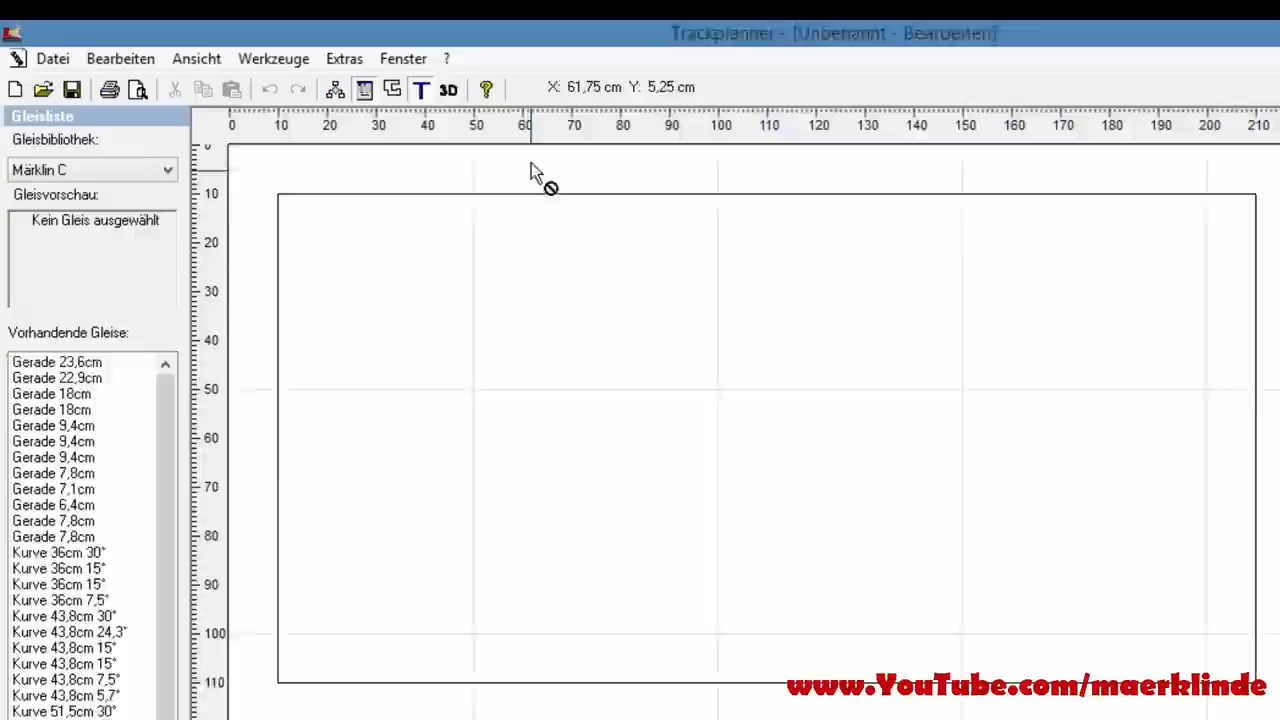 Trackplanner - [Unbenannt - Bearbeiten]
Datei Bearbeiten Ansicht Werkzeuge Extras Fenster ?
T 3D ? X: 61,75 cm Y: 5,25 cm
Gleisliste
0 10 20 30 40 50 60 70 80 90 100 110 120 130 140 150 160 170 180 190 200 210
Gleisbibliothek:
0
Märklin C
Gleisvorschau:
10
Kein Gleis ausgewählt
20
30
Vorhandende Gleise:
40
Gerade 23,6cm
Gerade 22,9cm
50
Gerade 18cm
Gerade 18cm
Gerade 9,4cm
60
Gerade 9,4cm
Gerade 9,4cm
Gerade 7,8cm
70
Gerade 7,1cm
Gerade 6,4cm
Gerade 7,8cm
80
Gerade 7,8cm
Kurve 36cm 30°
Kurve 36cm 15°
90
Kurve 36cm 15°
Kurve 36cm 7,5°
Kurve 43,8cm 30°
100
Kurve 43,8cm 24,3°
Kurve 43,8cm 15°
Kurve 43,8cm 15°
110
Kurve 43,8cm 7,5°
Kurve 43,8cm 5,7°
Kurve 51,5cm 30°
www.YouTube.com/maerklinde